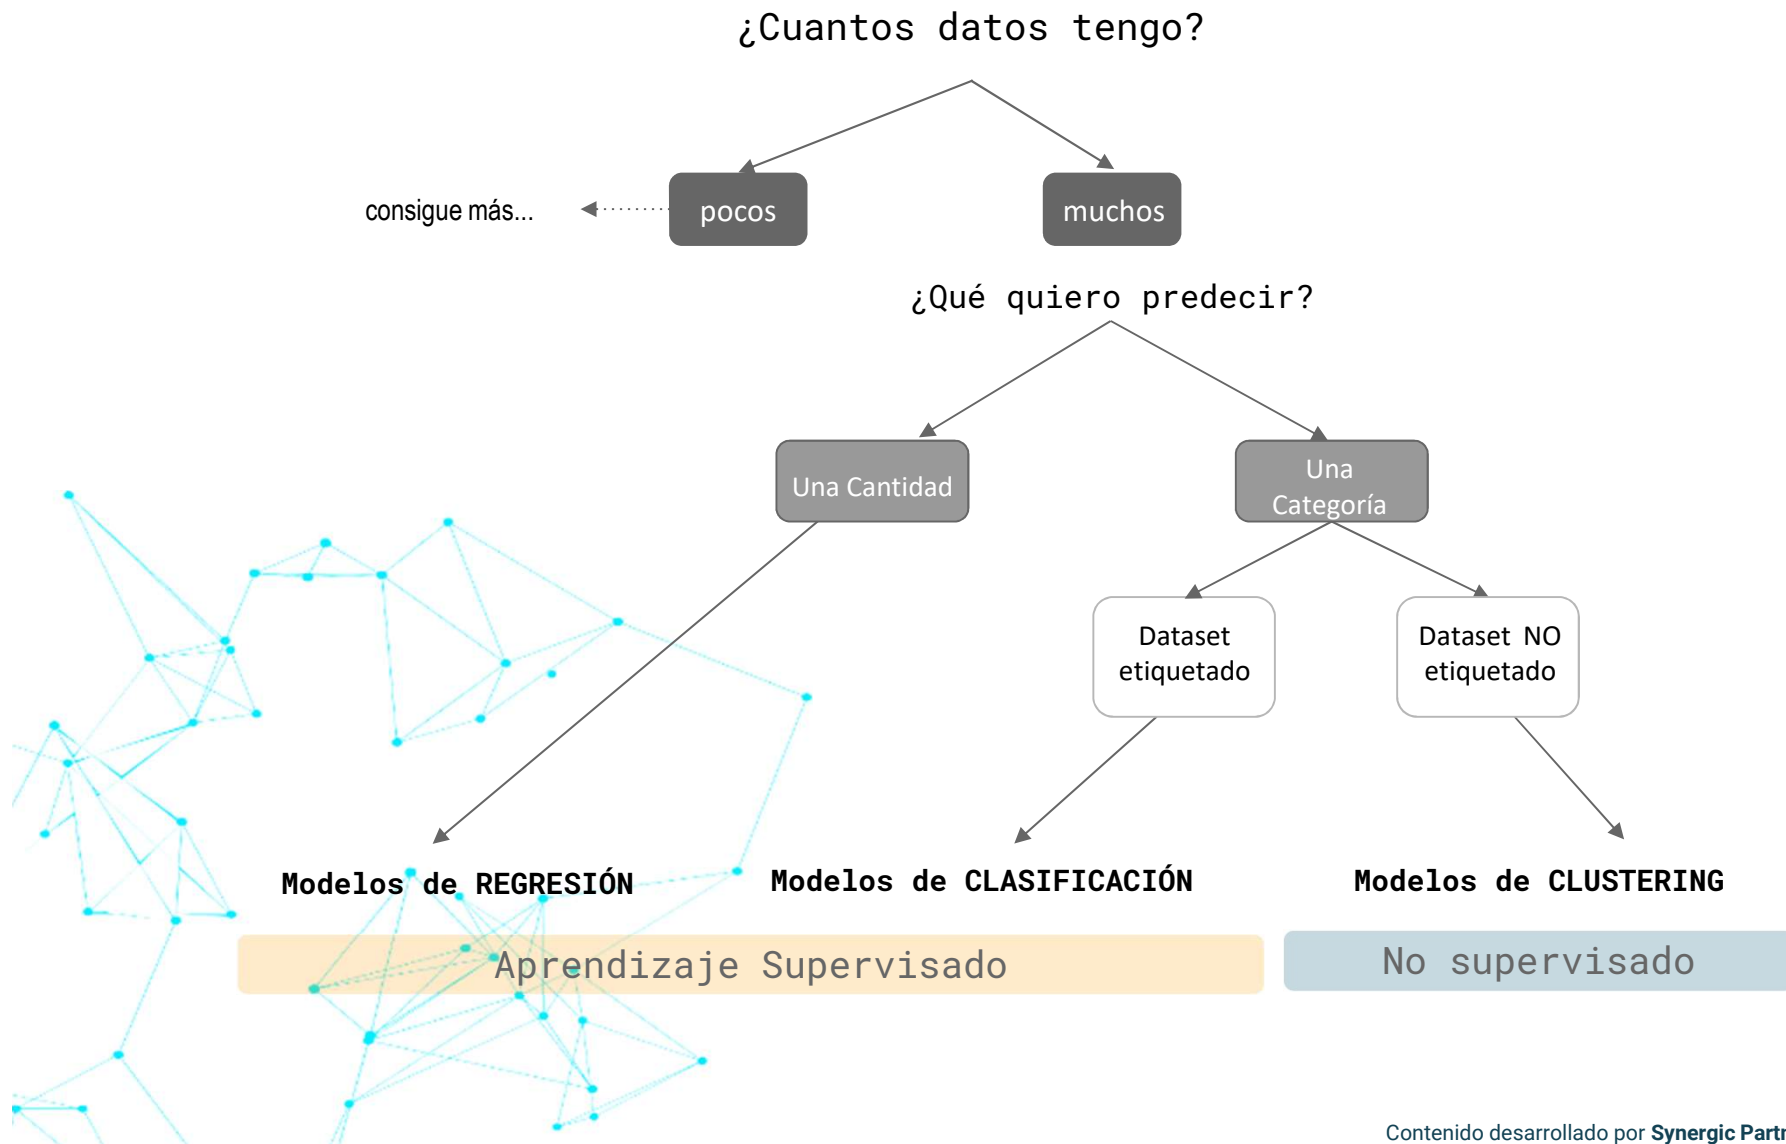 ¿Cuantos datos tengo?
consigue más...
pocos
muchos
¿Qué quiero predecir?
Una Cantidad
Una
Categoría
Dataset
etiquetado
Dataset NO
etiquetado
Modelos de REGRESIÓN
Modelos de CLASIFICACIÓN
Modelos de CLUSTERING
Aprendizaje Supervisado
No supervisado
Contenido desarrollado por Synergic Partn